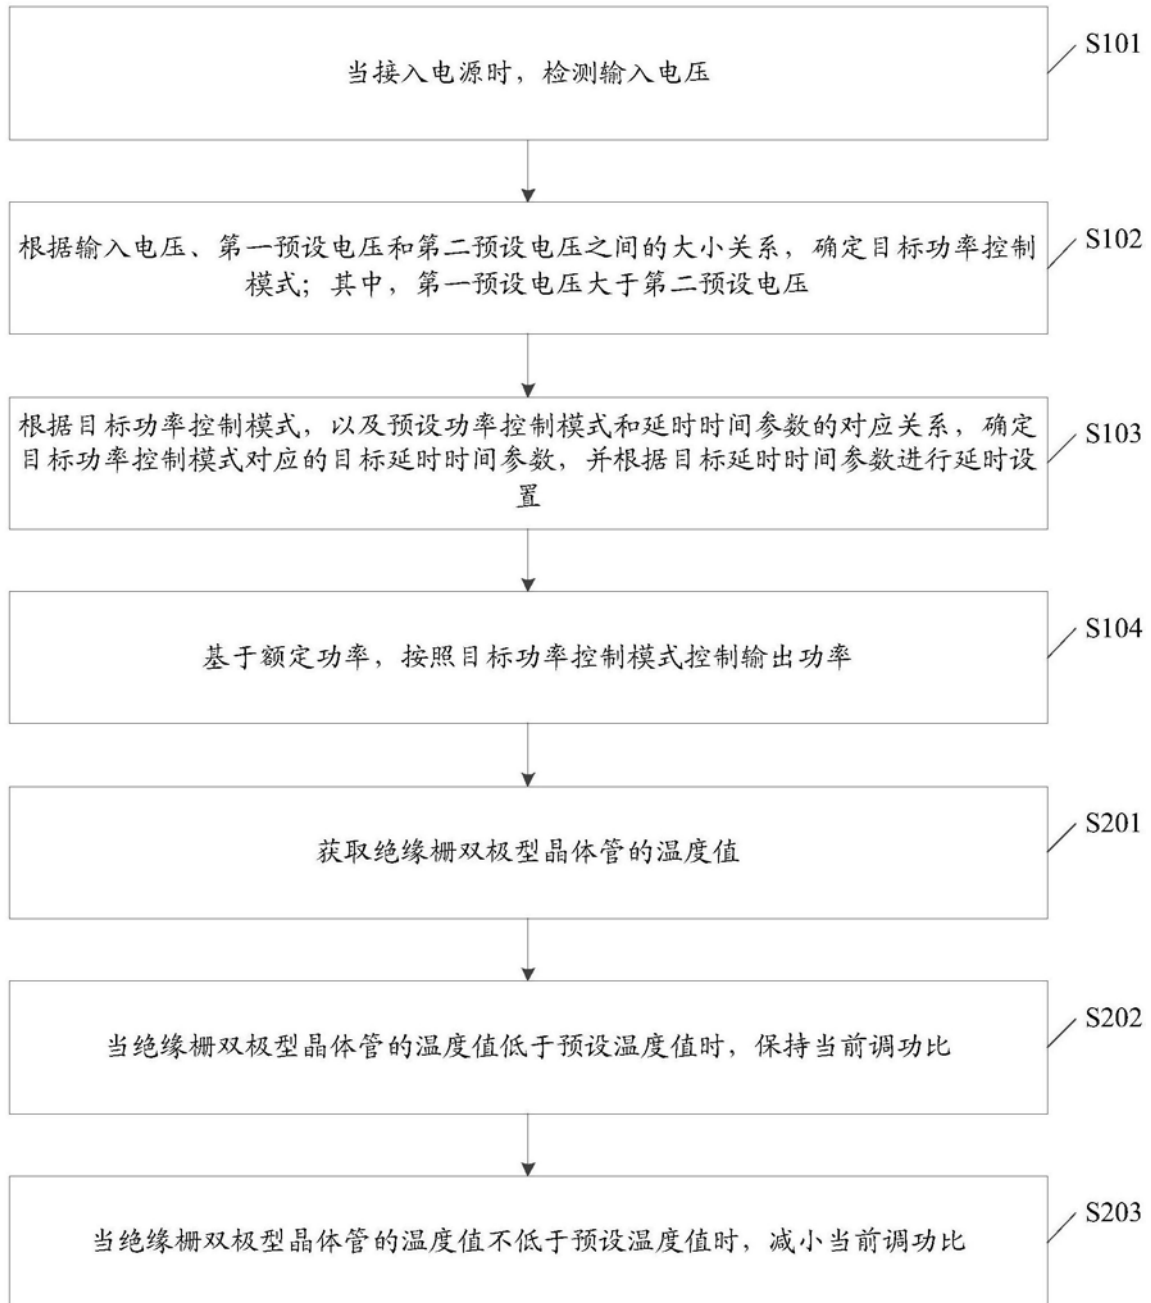 当接入电源时，检测输入电压
S101
根据输入电压、第一预设电压和第二预设电压之间的大小关系，确定目标功率控制
模式；其中，第一预设电压大于第二预设电压
S102
根据目标功率控制模式，以及预设功率控制模式和延时时间参数的对应关系，确定
目标功率控制模式对应的目标延时时间参数，并根据目标延时时间参数进行延时设
置
S103
基于额定功率，按照目标功率控制模式控制输出功率
S104
获取绝缘栅双极型晶体管的温度值
S201
当绝缘栅双极型晶体管的温度值低于预设温度值时，保持当前调功比
S202
当绝缘栅双极型晶体管的温度值不低于预设温度值时，减小当前调功比
S203